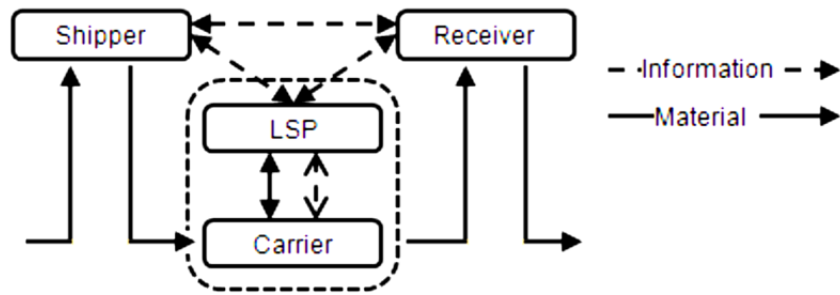 Shipper
Receiver
Information
LSP
Material
Carrier